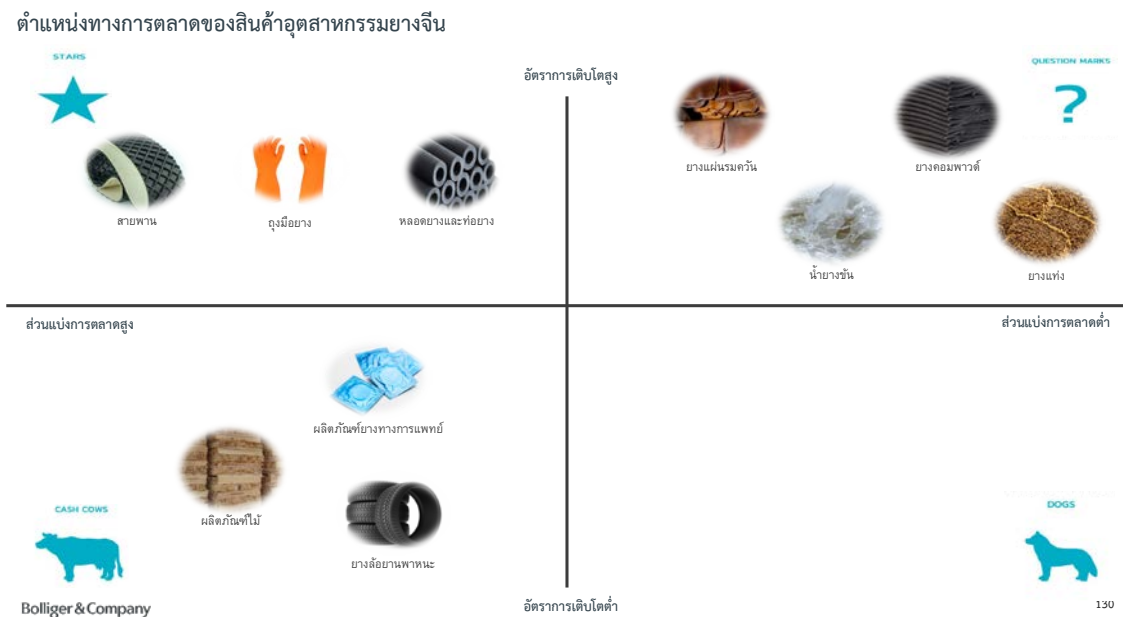 ตำแหน่งทางการตลาดของสินค้าอุตสาหกรรมยางจีน
STARS
อัตราการเติบโตสูง
QUESTION MARKS
?
ยางแผ่นรมควัน
ยางคอมพาวด์
สายพาน
ถุงมือยาง
หลอดยางและท่อยาง
น้ำยางข้น
ยางแท่ง
ส่วนแบ่งการตลาดสูง
ส่วนแบ่งการตลาดต่ำ
ผลิตภัณฑ์ยางทางการแพทย์
ผลิตภัณฑ์ไม้
ยางล้อยานพาหนะ
CASH COWS
DOGS
Bolliger & Company
อัตราการเติบโตต่ำ
130